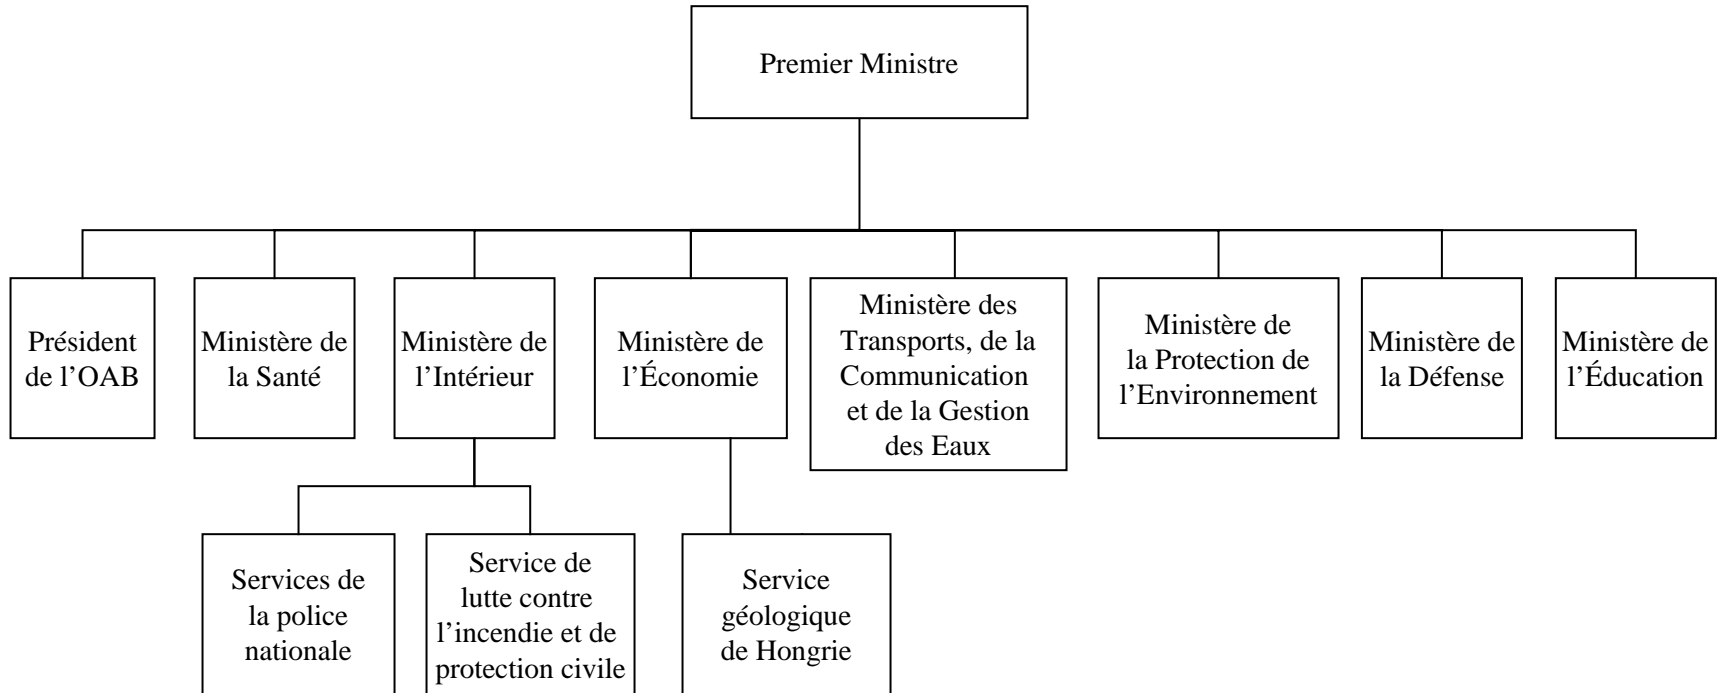 Premier Ministre
Président
de l’OAB
Ministère de
la Santé
Ministère de
l’Intérieur
Ministère de
l’Économie
Ministère des
Transports, de la
Communication
et de la Gestion
des Eaux
Ministère de
la Protection de
l’Environnement
Ministère de
la Défense
Ministère de
l’Éducation
Services de
la police
nationale
Service de
lutte contre
l’incendie et de
protection civile
Service
géologique
de Hongrie